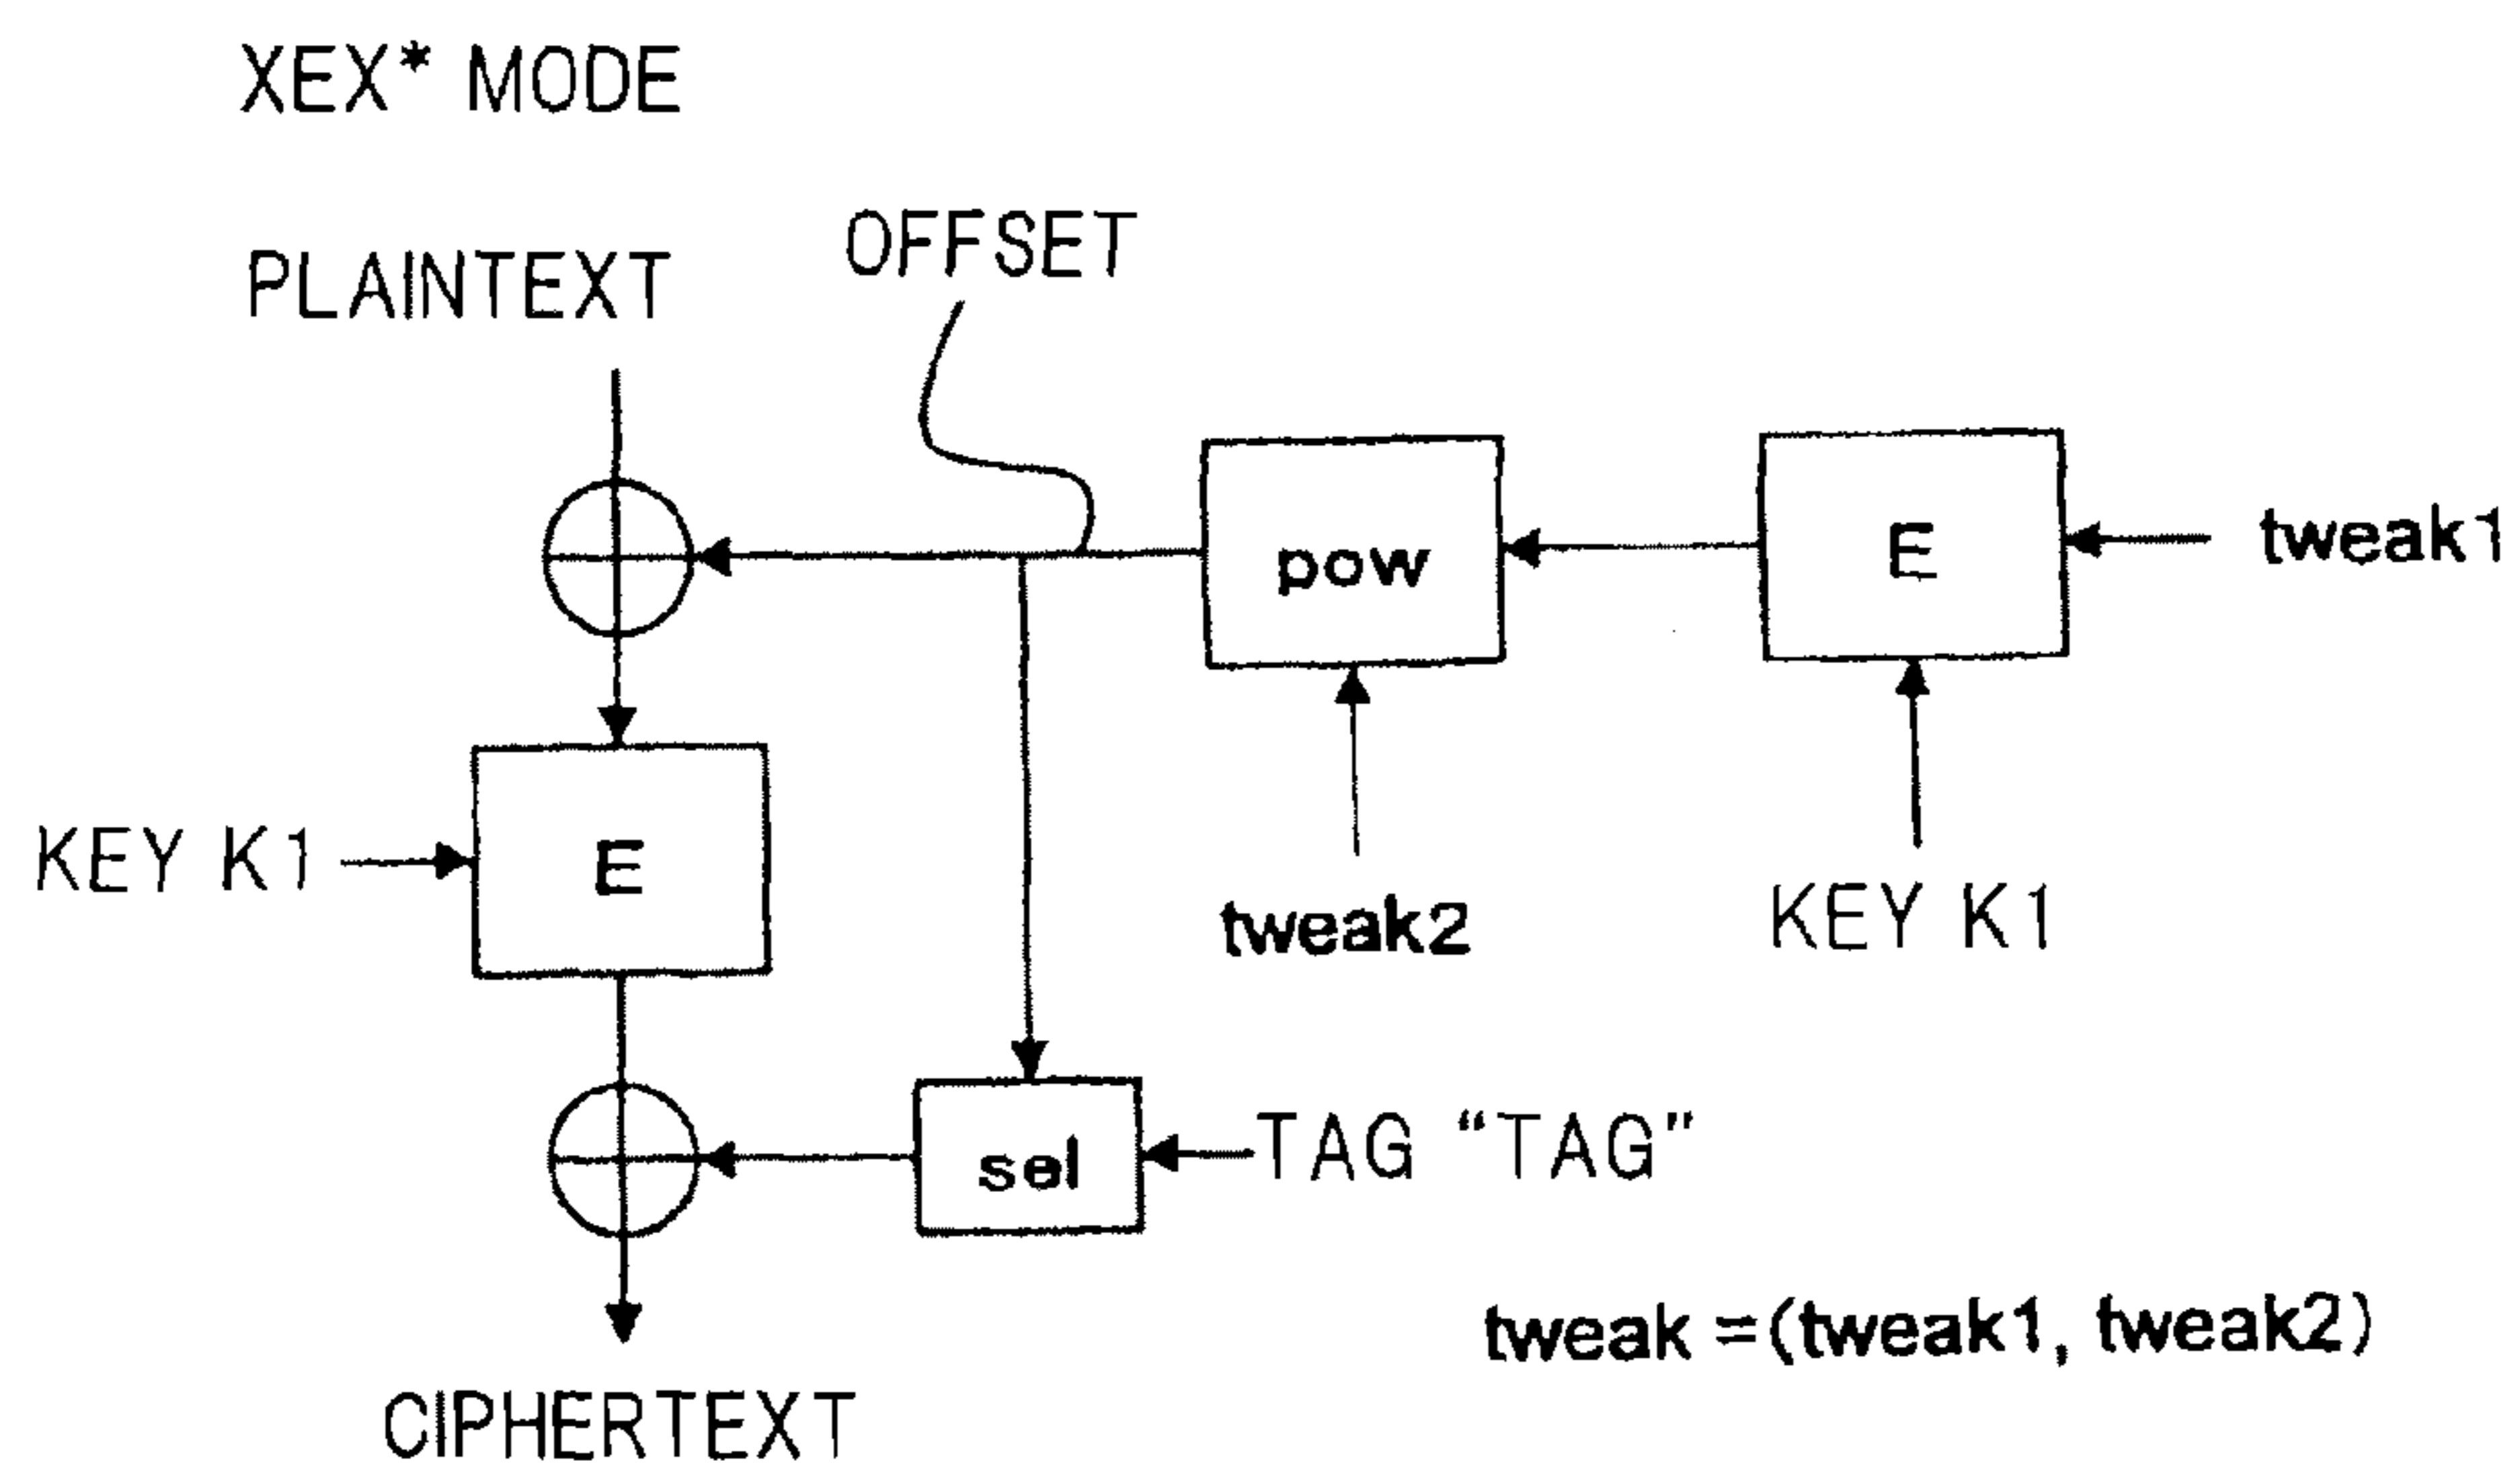 XEX* MODE
OFFSET
PLAINTEXT
pow
E
tweak1
KEY K1
E
tweak2
KEY K1
sel
TAG “TAG”
tweak =(tweak1, tweak2)
CIPHERTEXT